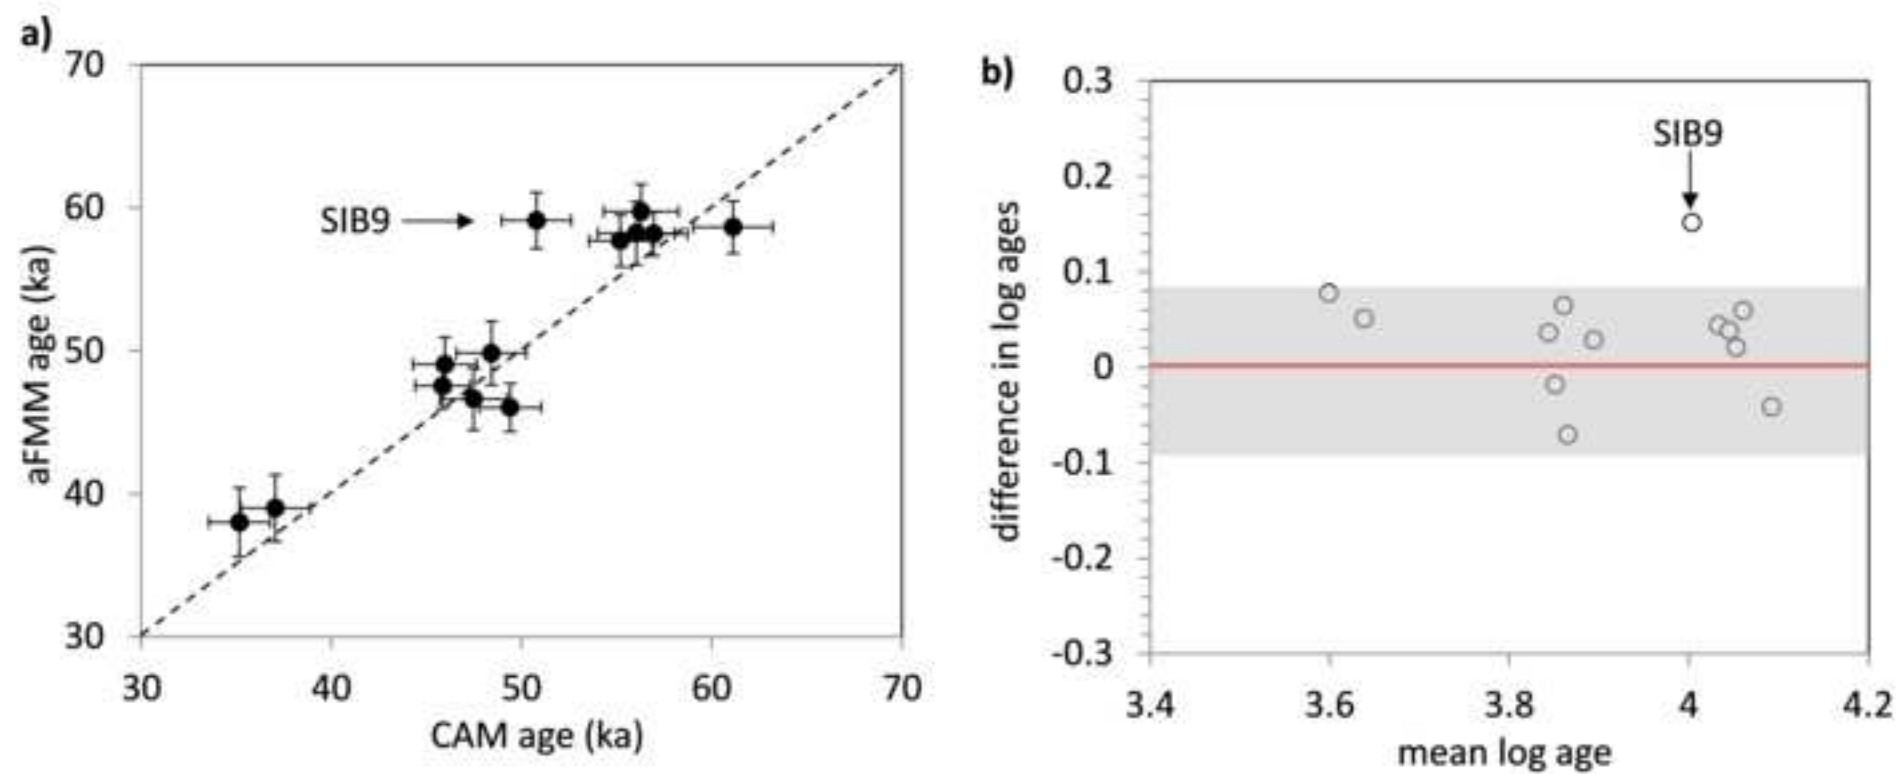 a)
70
60
50
40
30
30 40 50 60 70
aFMM age (ka)
CAM age (ka)
SIB9
b)
0.3
0.2
0.1
0
-0.1
-0.2
-0.3
3.4 3.6 3.8 4 4.2
difference in log ages
mean log age
SIB9